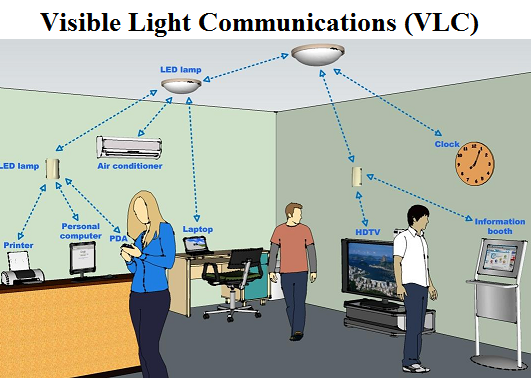 Visible Light Communications (VLC)
LED lamp
Clock
LED lamp
Air conditioner
Personal
computer
PDA
Laptop
Printer
HDTV
Information
booth